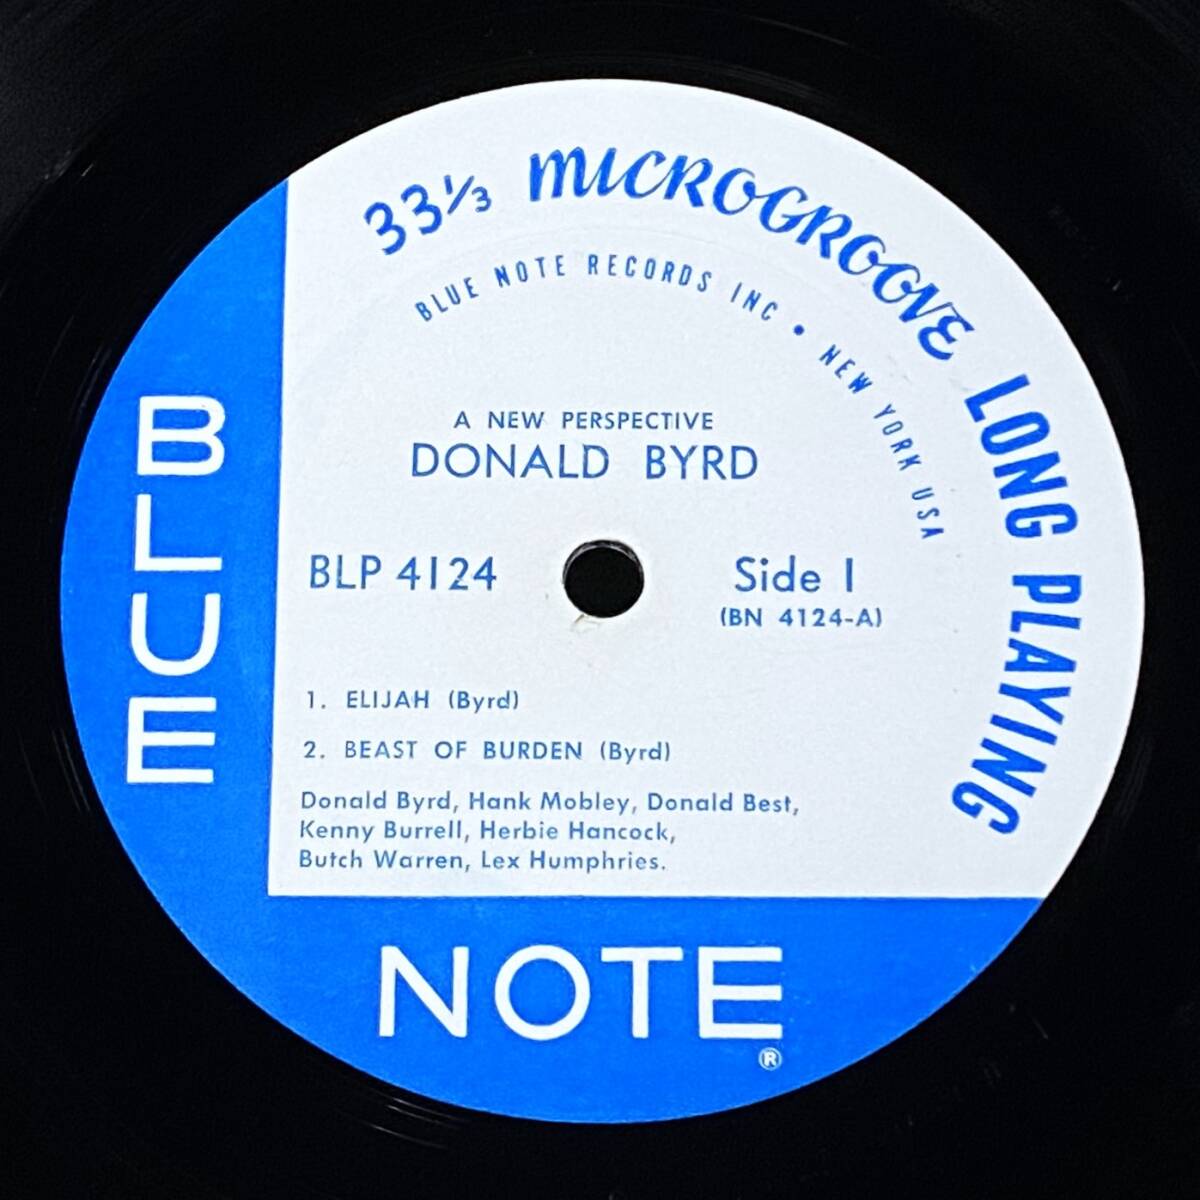 33⅓ MICROGROOVE LONG PLAYING
BLUE NOTE RECORDS INC • NEW YORK USA
A NEW PERSPECTIVE
DONALD BYRD
BLP 4124
Side 1
(BN 4124-A)
1. ELIJAH (Byrd)
2. BEAST OF BURDEN (Byrd)
Donald Byrd, Hank Mobley, Donald Best,
Kenny Burrell, Herbie Hancock,
Butch Warren, Lex Humphries.
BLUE
NOTE®